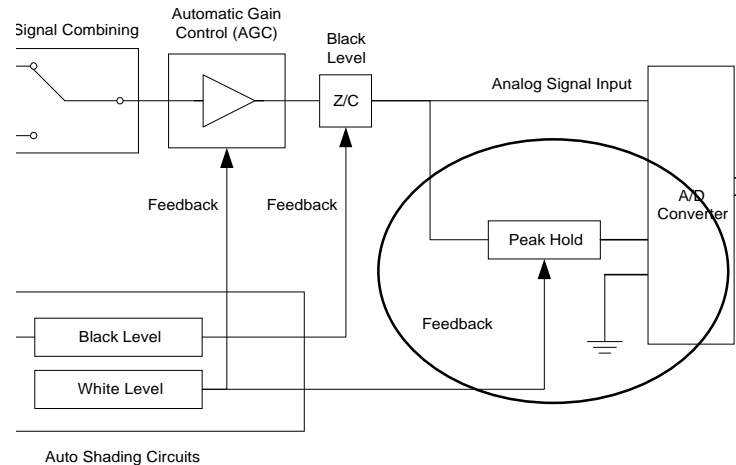 Signal Combining
Automatic Gain
Control (AGC)
Black
Level
Z/C
Analog Signal Input
Feedback
Feedback
A/D
Converter
Peak Hold
Feedback
Black Level
White Level
Auto Shading Circuits